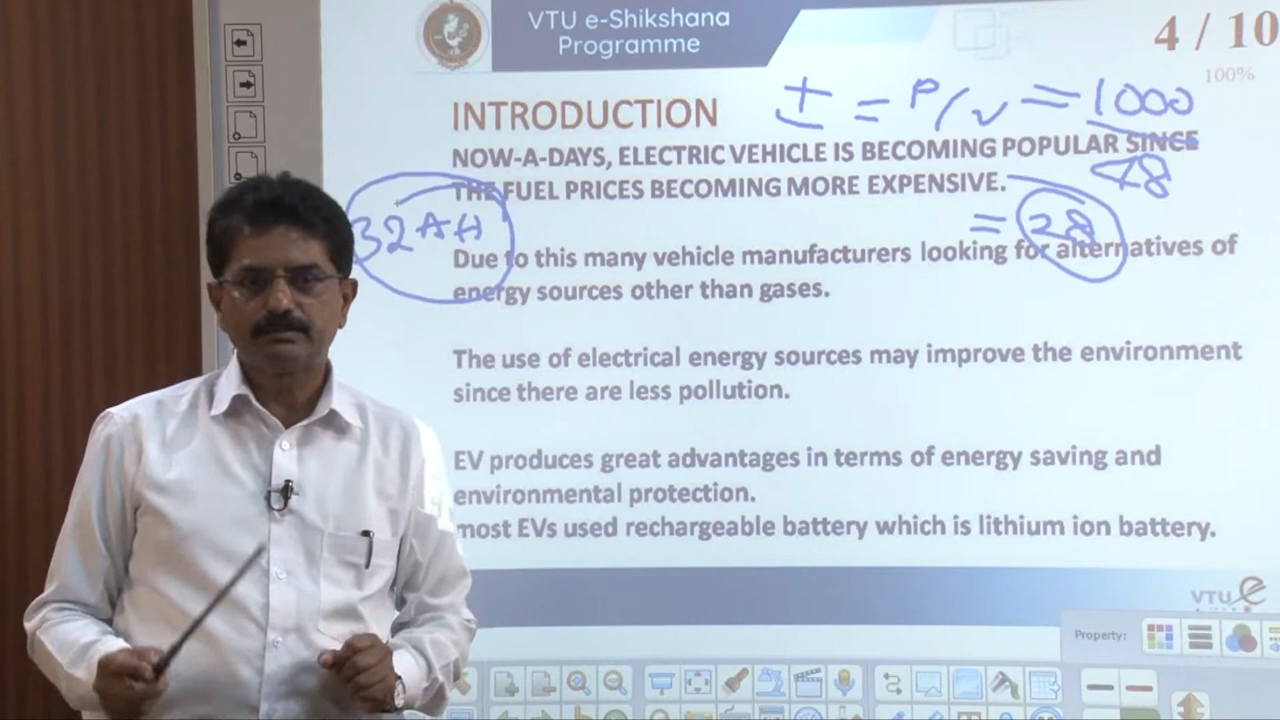 VTU e-Shikshana
Programme
4 / 10
100%
INTRODUCTION
I = P/V = 1000
48
NOW-A-DAYS, ELECTRIC VEHICLE IS BECOMING POPULAR SINCE
THE FUEL PRICES BECOMING MORE EXPENSIVE.
= 28
32AH
Due to this many vehicle manufacturers looking for alternatives of
energy sources other than gases.
The use of electrical energy sources may improve the environment
since there are less pollution.
EV produces great advantages in terms of energy saving and
environmental protection.
most EVs used rechargeable battery which is lithium ion battery.
VTU e
Property: